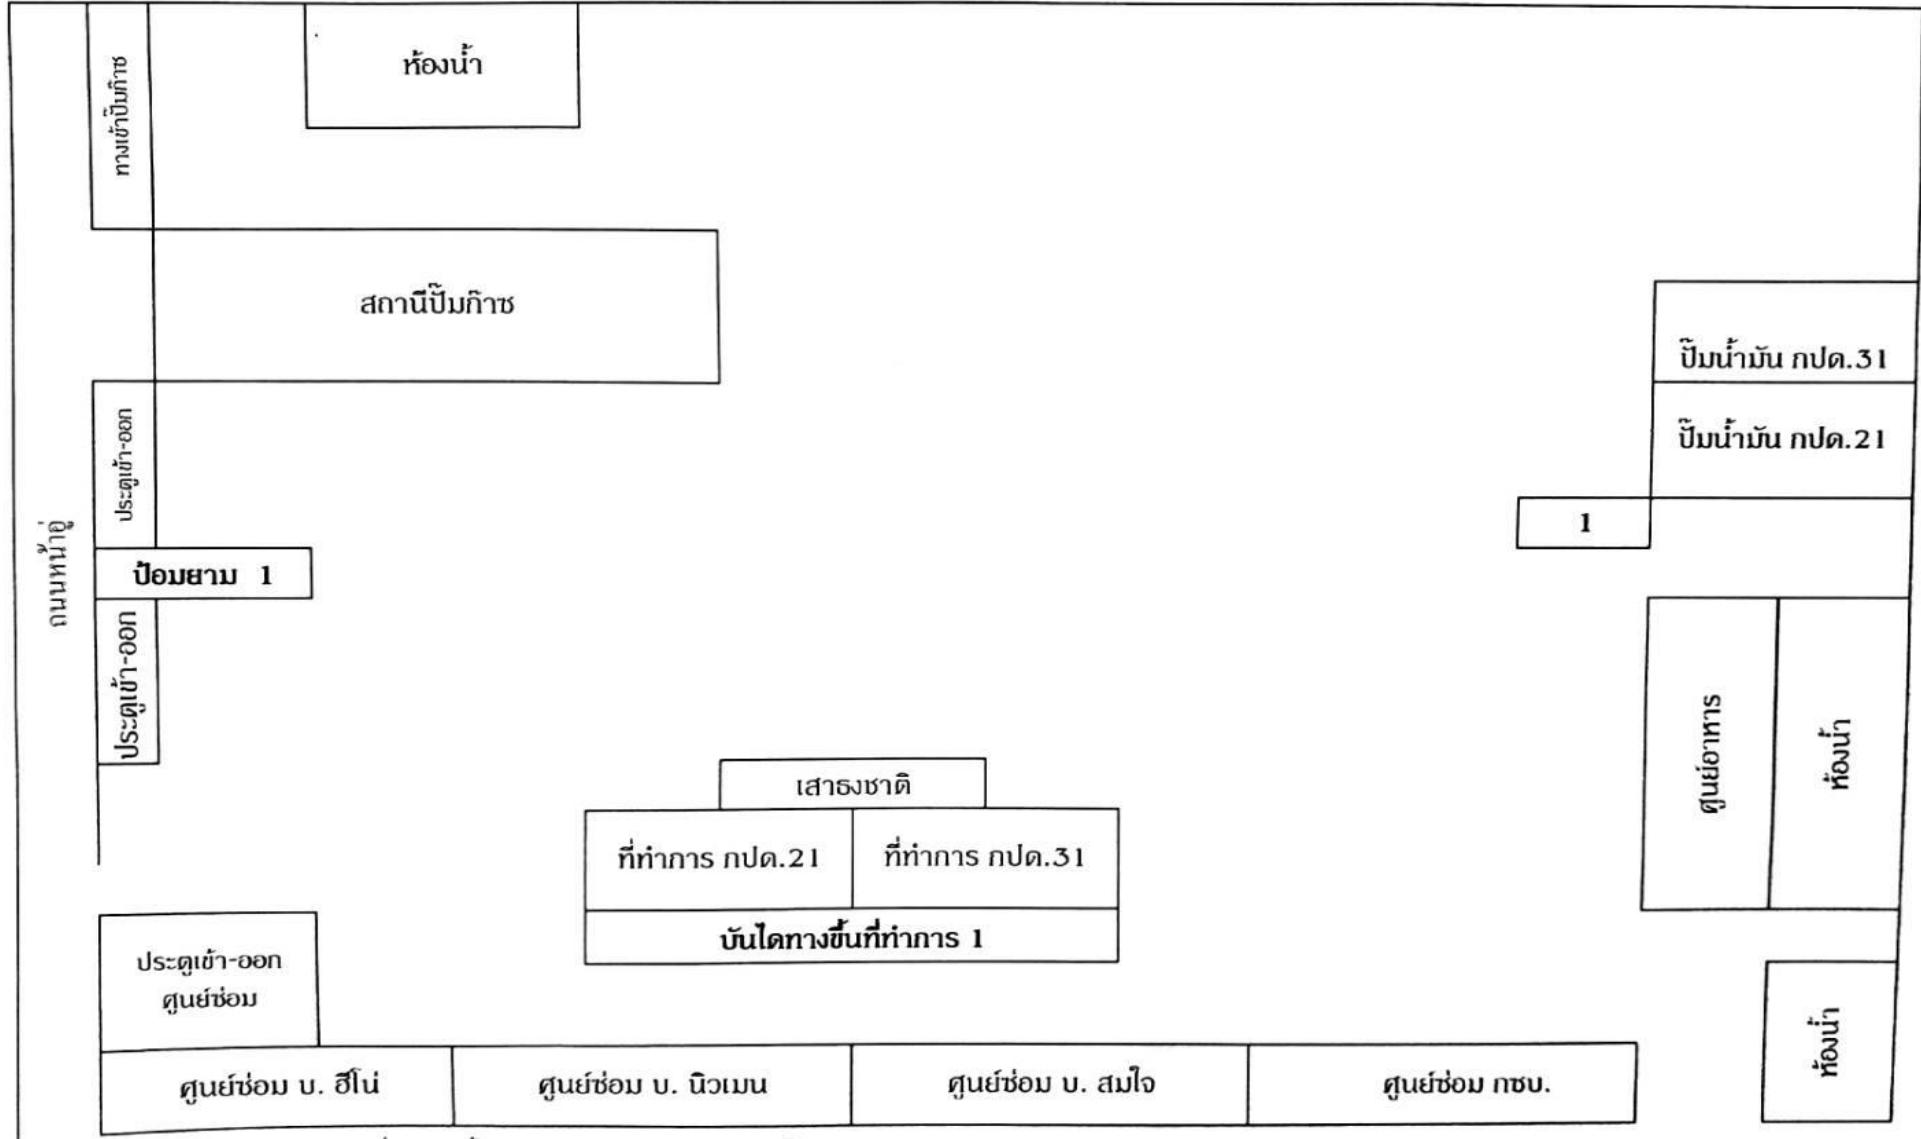 ห้องน้ำ
ทางเข้าปั๊มก๊าซ
สถานีปั๊มก๊าซ
ปั๊มน้ำมัน กปด.31
ปั๊มน้ำมัน กปด.21
ประตูเข้า-ออก
1
ถนนหน้าอู่
ป้อมยาม 1
ประตูเข้า-ออก
ศูนย์อาหาร
ห้องน้ำ
เสาธงชาติ
ที่ทำการ กปด.21
ที่ทำการ กปด.31
บันไดทางขึ้นที่ทำการ 1
ประตูเข้า-ออก
ศูนย์ซ่อม
ห้องน้ำ
ศูนย์ซ่อม บ. ฮีโน่
ศูนย์ซ่อม บ. นิวเมน
ศูนย์ซ่อม บ. สมใจ
ศูนย์ซ่อม กซบ.